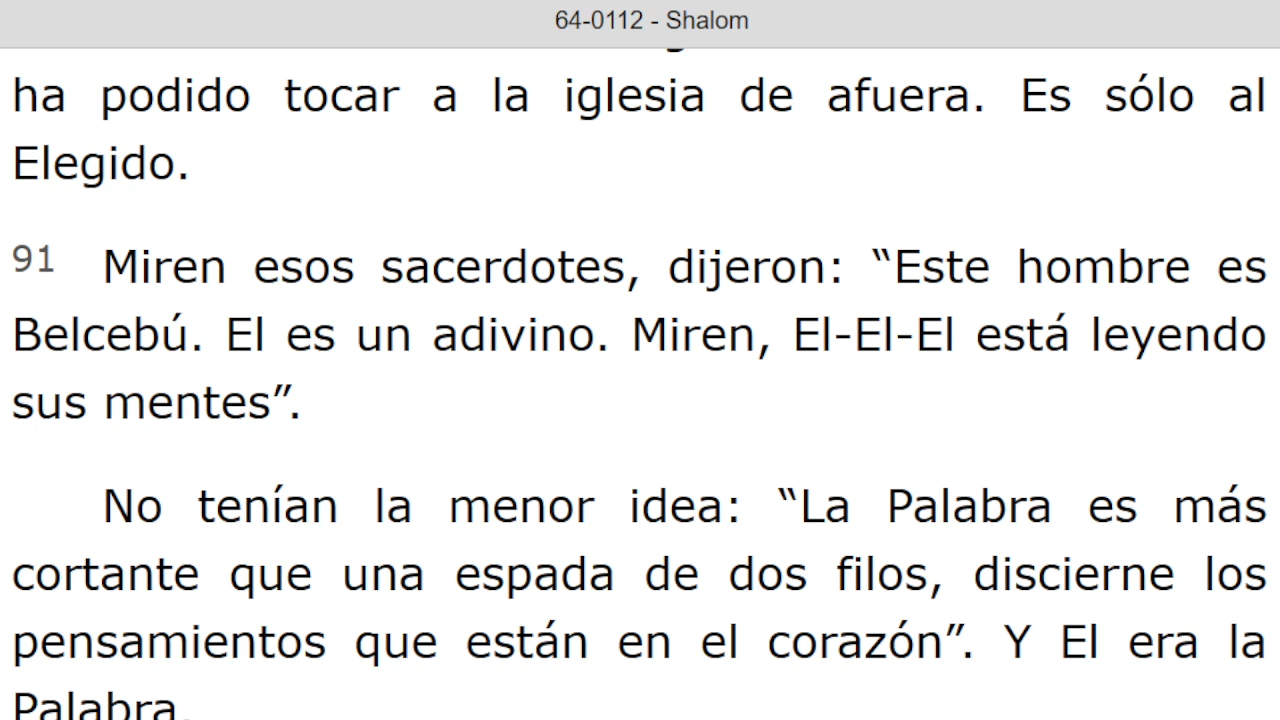 64-0112 - Shalom
ha podido tocar a la iglesia de afuera. Es sólo al
Elegido.
91 Miren esos sacerdotes, dijeron: “Este hombre es
Belcebú. El es un adivino. Miren, El-El-El está leyendo
sus mentes”.
No tenían la menor idea: “La Palabra es más
cortante que una espada de dos filos, discierne los
pensamientos que están en el corazón”. Y El era la
Palabra.